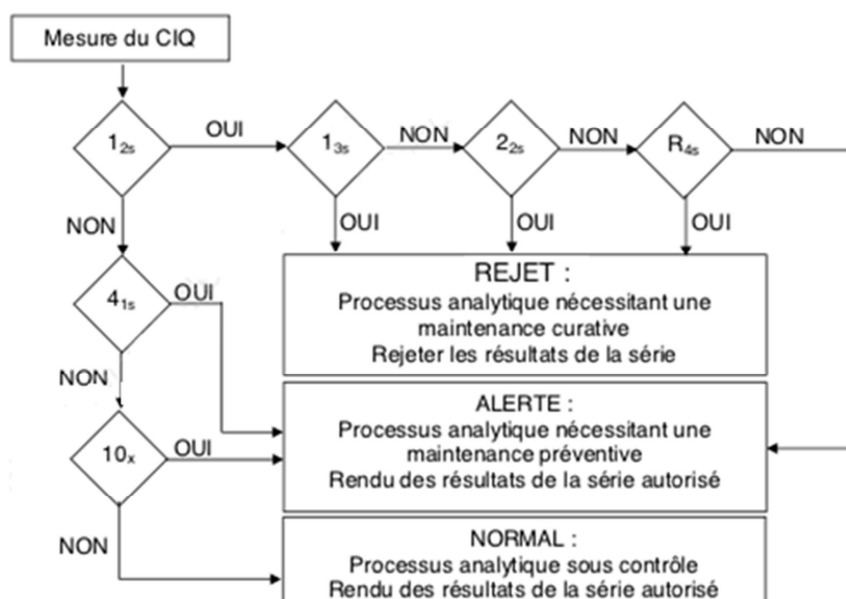 Mesure du CIQ
1₂ₛ
OUI
1₃ₛ
NON
2₂ₛ
NON
R₄ₛ
NON
NON
OUI
OUI
OUI
4₁ₛ
OUI
REJET :
Processus analytique nécessitant une
maintenance curative
Rejeter les résultats de la série
NON
ALERTE :
Processus analytique nécessitant une
maintenance préventive
Rendu des résultats de la série autorisé
10ₓ
OUI
NON
NORMAL :
Processus analytique sous contrôle
Rendu des résultats de la série autorisé